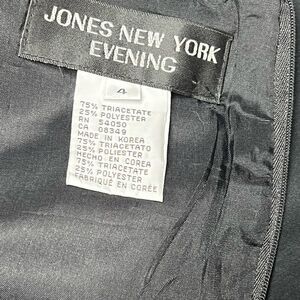 JONES NEW YORK
EVENING
4
75% TRIACETATE
25% POLYESTER
RN 54050
CA 08349
MADE IN KOREA
75% TRIACETATO
25% POLIESTER
HECHO EN COREA
75% TRIACETATE
25% POLYESTER
FABRIQUÉ EN CORÉE